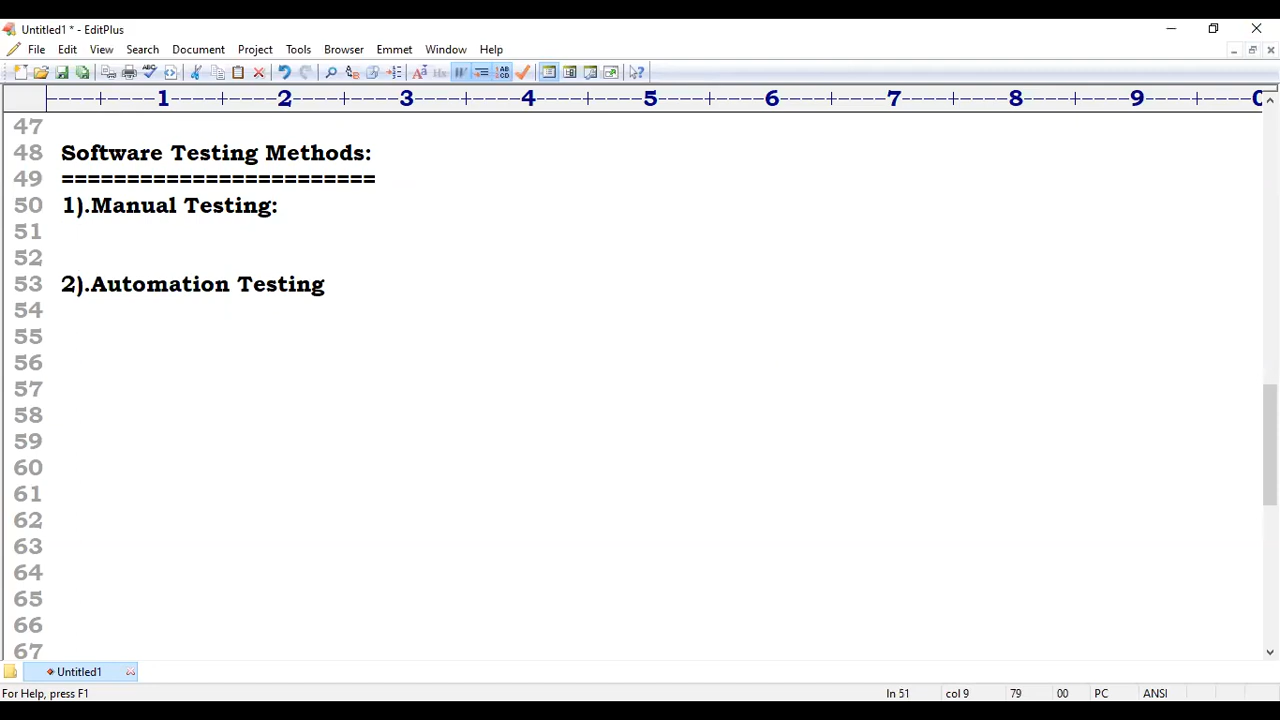 Untitled1 * - EditPlus
File Edit View Search Document Project Tools Browser Emmet Window Help
----+----1----+----2----+----3----+----4----+----5----+----6----+----7----+----8----+----9----+----0
47
48 Software Testing Methods:
49 ========================
50 1).Manual Testing:
51
52
53 2).Automation Testing
54
55
56
57
58
59
60
61
62
63
64
65
66
67
Untitled1
For Help, press F1 ln 51 col 9 79 00 PC ANSI